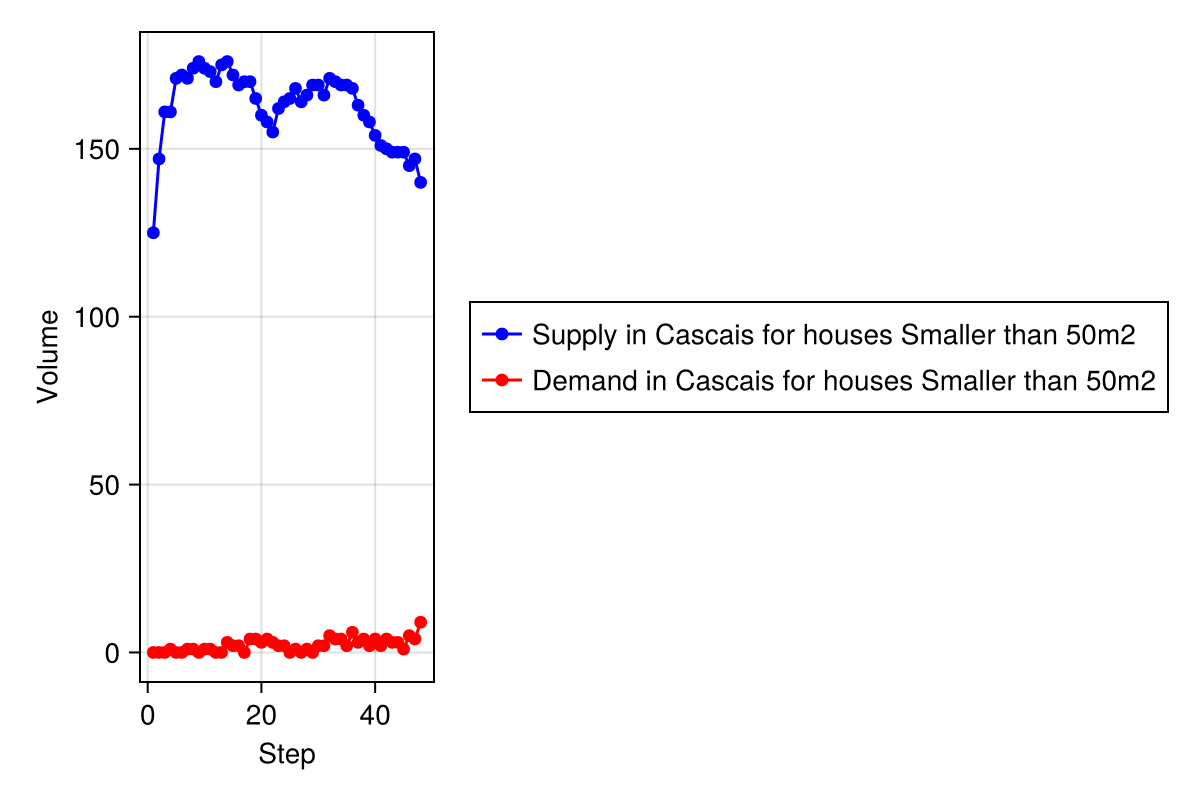 Volume
150
100
50
0
0 20 40
Step
Supply in Cascais for houses Smaller than 50m2
Demand in Cascais for houses Smaller than 50m2